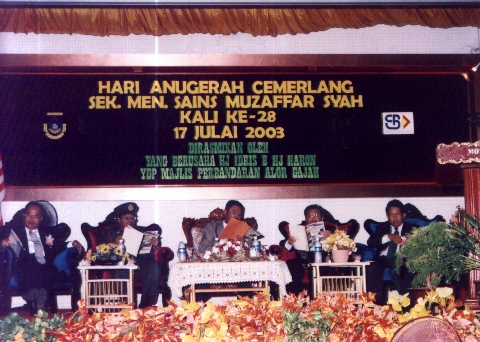 HARI ANUGERAH CEMERLANG
SEK. MEN. SAINS MUZAFFAR SYAH
KALI KE-28
17 JULAI 2003
DIRASMIKAN OLEH
YANG BERUSAHA HJ IDRIS B HJ HARON
YDP MAJLIS PERBANDARAN ALOR GAJAH